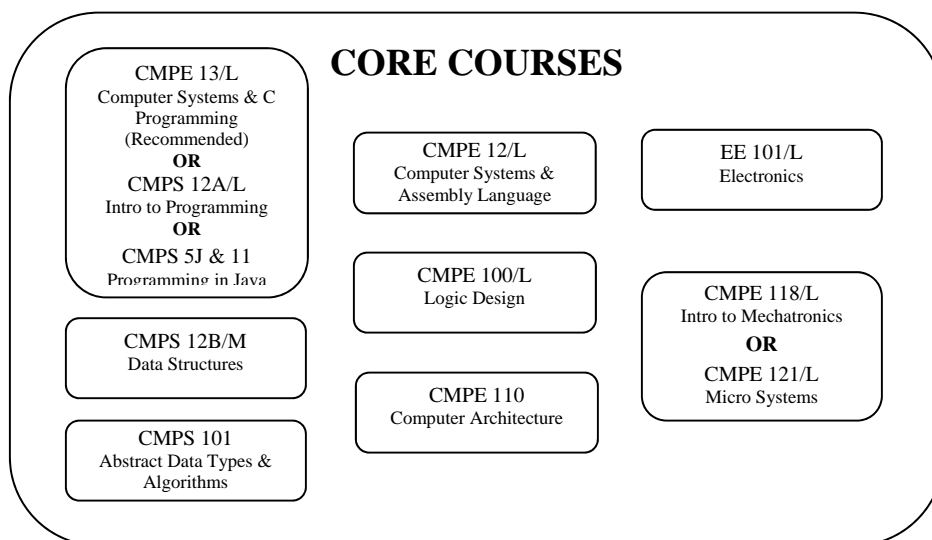 CORE COURSES
CMPE 13/L
Computer Systems & C
Programming
(Recommended)
OR
CMPS 12A/L
Intro to Programming
OR
CMPS 5J & 11
Programming in Java
CMPS 12B/M
Data Structures
CMPS 101
Abstract Data Types &
Algorithms
CMPE 12/L
Computer Systems &
Assembly Language
CMPE 100/L
Logic Design
CMPE 110
Computer Architecture
EE 101/L
Electronics
CMPE 118/L
Intro to Mechatronics
OR
CMPE 121/L
Micro Systems